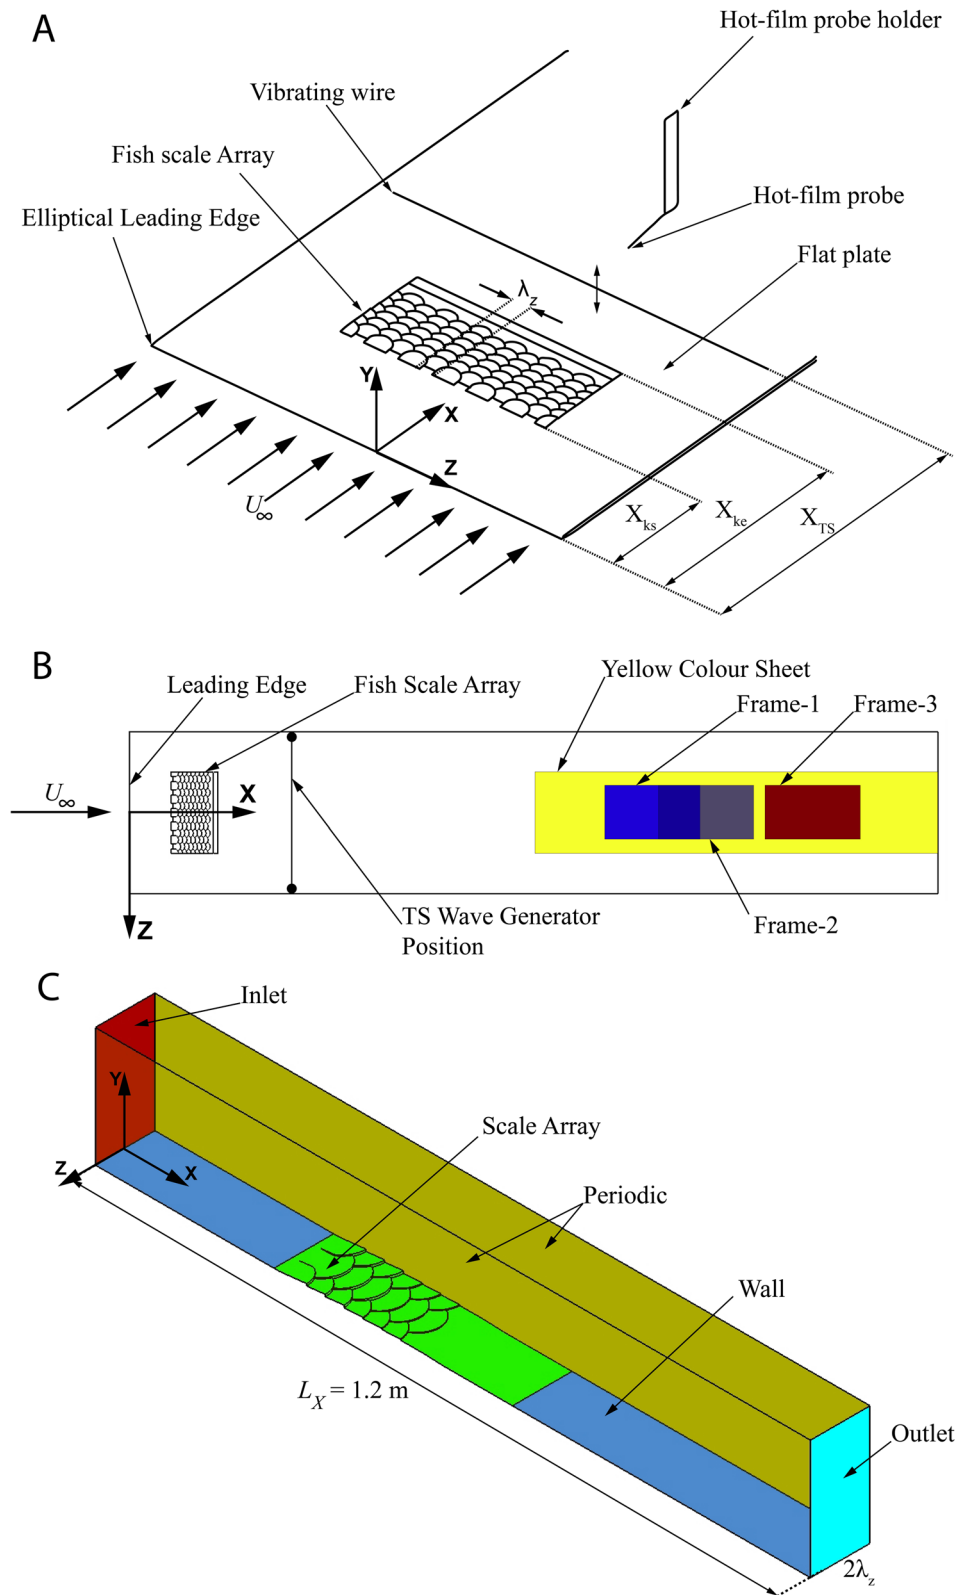 A
Hot-film probe holder
Vibrating wire
Fish scale Array
Elliptical Leading Edge
Hot-film probe
Flat plate
λz
Y
X
Z
U∞
Xks
Xke
XTS
B
Yellow Colour Sheet
Leading Edge
Fish Scale Array
Frame-1
Frame-3
U∞
X
Z
TS Wave Generator
Position
Frame-2
C
Inlet
Y
Z
X
Scale Array
Periodic
Wall
LX = 1.2 m
Outlet
2λz